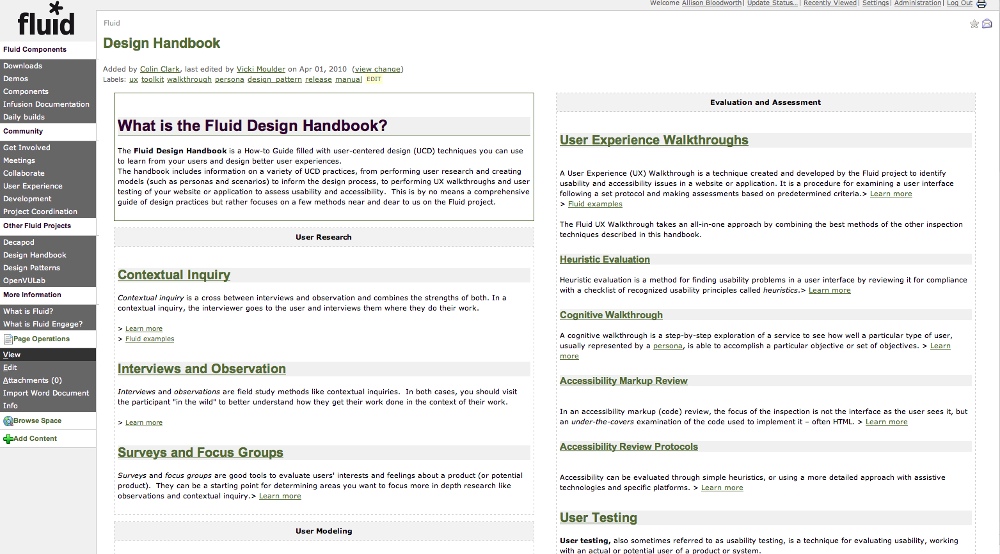 Welcome Allison Bloodworth | Update Status... | Recently Viewed | Settings | Administration | Log Out
fluid
Fluid Components
Downloads
Demos
Components
Infusion Documentation
Daily builds
Community
Get Involved
Meetings
Collaborate
User Experience
Development
Project Coordination
Other Fluid Projects
Decapod
Design Handbook
Design Patterns
OpenVULab
More Information
What is Fluid?
What is Fluid Engage?
Page Operations
View
Edit
Attachments (0)
Import Word Document
Info
Browse Space
Add Content
Fluid
Design Handbook
Added by Colin Clark, last edited by Vicki Moulder on Apr 01, 2010 (view change)
Labels: ux toolkit walkthrough persona design_pattern release manual EDIT
What is the Fluid Design Handbook?
The Fluid Design Handbook is a How-to Guide filled with user-centered design (UCD) techniques you can use
to learn from your users and design better user experiences.
The handbook includes information on a variety of UCD practices, from performing user research and creating
models (such as personas and scenarios) to inform the design process, to performing UX walkthroughs and user
testing of your website or application to assess usability and accessibility. This is by no means a comprehensive
guide of design practices but rather focuses on a few methods near and dear to us on the Fluid project.
User Research
Contextual Inquiry
Contextual inquiry is a cross between interviews and observation and combines the strengths of both. In a
contextual inquiry, the interviewer goes to the user and interviews them where they do their work.
> Learn more
> Fluid examples
Interviews and Observation
Interviews and observations are field study methods like contextual inquiries. In both cases, you should visit
the participant "in the wild" to better understand how they get their work done in the context of their work.
> Learn more
Surveys and Focus Groups
Surveys and focus groups are good tools to evaluate users' interests and feelings about a product (or potential
product). They can be a starting point for determining areas you want to focus more in depth research like
observations and contextual inquiry.> Learn more
User Modeling
Evaluation and Assessment
User Experience Walkthroughs
A User Experience (UX) Walkthrough is a technique created and developed by the Fluid project to identify
usability and accessibility issues in a website or application. It is a procedure for examining a user interface
following a set protocol and making assessments based on predetermined criteria.> Learn more
> Fluid examples
The Fluid UX Walkthrough takes an all-in-one approach by combining the best methods of the other inspection
techniques described in this handbook.
Heuristic Evaluation
Heuristic evaluation is a method for finding usability problems in a user interface by reviewing it for compliance
with a checklist of recognized usability principles called heuristics.> Learn more
Cognitive Walkthrough
A cognitive walkthrough is a step-by-step exploration of a service to see how well a particular type of user,
usually represented by a persona, is able to accomplish a particular objective or set of objectives. > Learn
more
Accessibility Markup Review
In an accessibility markup (code) review, the focus of the inspection is not the interface as the user sees it, but
an under-the-covers examination of the code used to implement it – often HTML. > Learn more
Accessibility Review Protocols
Accessibility can be evaluated through simple heuristics, or using a more detailed approach with assistive
technologies and specific platforms. > Learn more
User Testing
User testing, also sometimes referred to as usability testing, is a technique for evaluating usability, working
with an actual or potential user of a product or system.